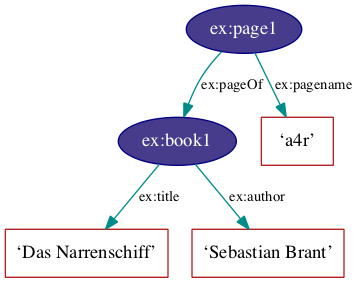 ex:page1
ex:pageOf
ex:pagename
ex:book1
‘a4r’
ex:title
ex:author
‘Das Narrenschiff’
‘Sebastian Brant’